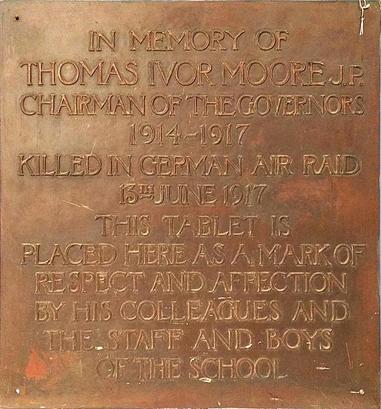 IN MEMORY OF
THOMAS IVOR MOORE J.P.
CHAIRMAN OF THE GOVERNORS
1914-1917
KILLED IN GERMAN AIR RAID
13TH JUNE 1917
THIS TABLET IS
PLACED HERE AS A MARK OF
RESPECT AND AFFECTION
BY HIS COLLEAGUES AND
THE STAFF AND BOYS
OF THE SCHOOL